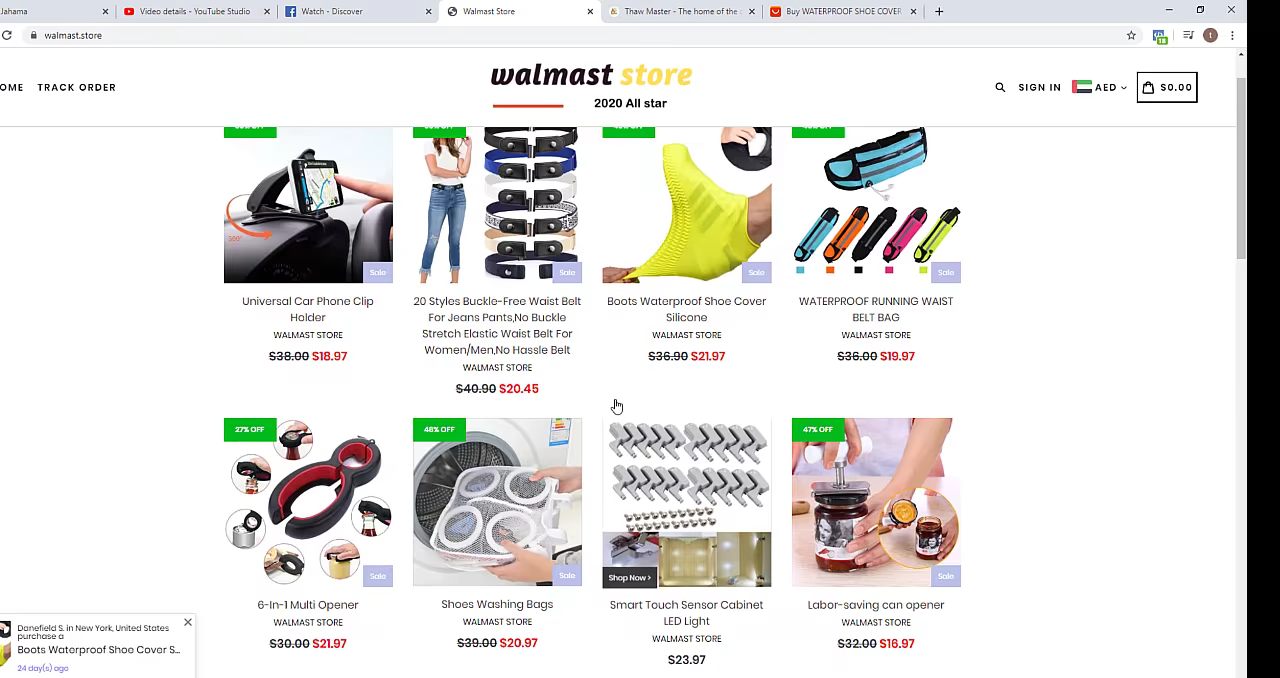 Jahama
Video details - YouTube Studio
Watch - Discover
Walmast Store
Thaw Master - The home of the
Buy WATERPROOF SHOE COVER
walmast.store
18
t
OME
TRACK ORDER
walmast store
2020 All star
SIGN IN
AED
$0.00
360°
Sale
Sale
Sale
Sale
Universal Car Phone Clip
Holder
WALMAST STORE
$38.00 $18.97
20 Styles Buckle-Free Waist Belt
For Jeans Pants,No Buckle
Stretch Elastic Waist Belt For
Women/Men,No Hassle Belt
WALMAST STORE
$40.90 $20.45
Boots Waterproof Shoe Cover
Silicone
WALMAST STORE
$36.90 $21.97
WATERPROOF RUNNING WAIST
BELT BAG
WALMAST STORE
$36.00 $19.97
27% OFF
46% OFF
47% OFF
Sale
Sale
Shop Now >
Sale
6-In-1 Multi Opener
WALMAST STORE
$30.00 $21.97
Shoes Washing Bags
WALMAST STORE
$39.00 $20.97
Smart Touch Sensor Cabinet
LED Light
WALMAST STORE
$23.97
Labor-saving can opener
WALMAST STORE
$32.00 $16.97
Danefield S. in New York, United States
purchase a
Boots Waterproof Shoe Cover S...
24 day(s) ago